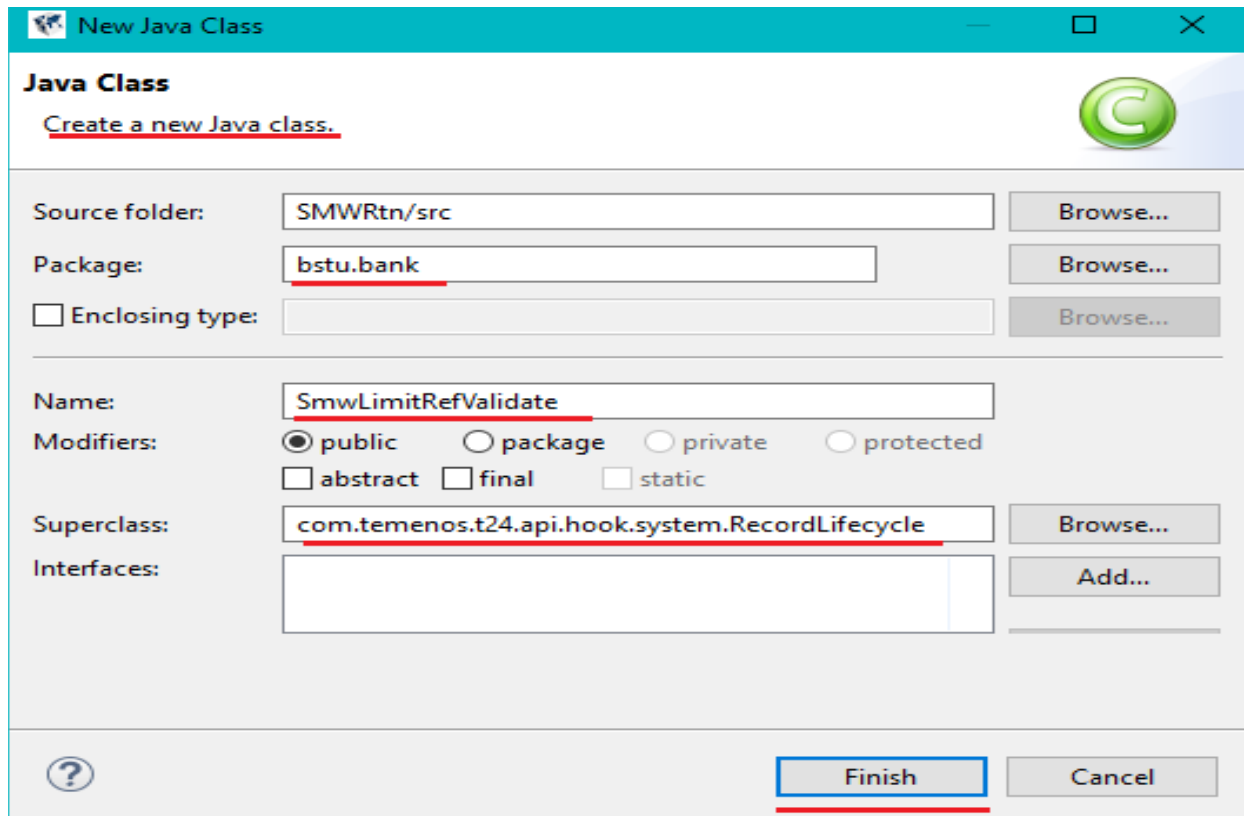 New Java Class
Java Class
Create a new Java class.
C
Source folder: SMWRtn/src Browse...
Package: bstu.bank Browse...
Enclosing type: Browse...
Name: SmwLimitRefValidate
Modifiers: public package private protected
abstract final static
Superclass: com.temenos.t24.api.hook.system.RecordLifecycle Browse...
Interfaces: Add...
? Finish Cancel